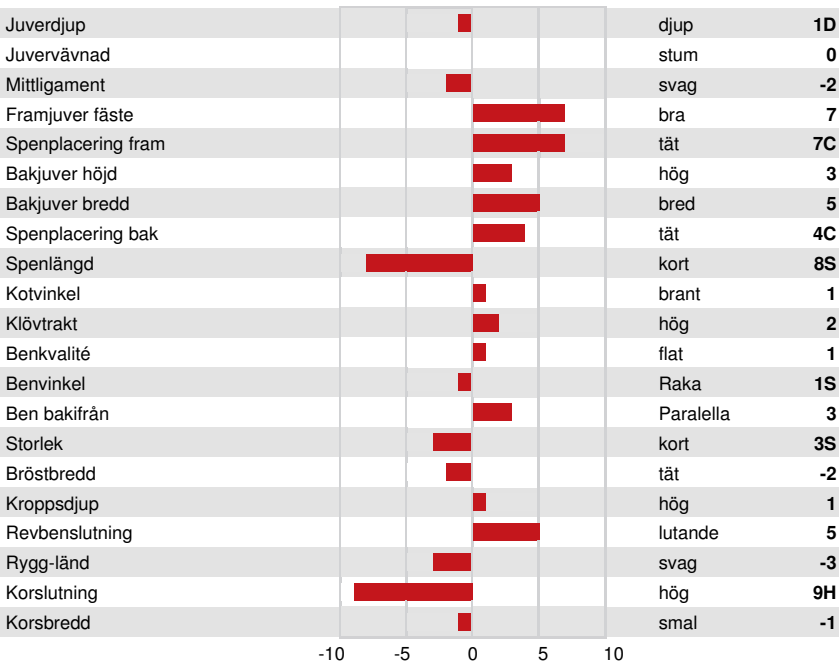 Juverdjup djup 1D
Juvervävnad stum 0
Mittligament svag -2
Framjuver fäste bra 7
Spenplacering fram tät 7C
Bakjuver höjd hög 3
Bakjuver bredd bred 5
Spenplacering bak tät 4C
Spenlängd kort 8S
Kotvinkel brant 1
Klövtrakt hög 2
Benkvalité flat 1
Benvinkel Raka 1S
Ben bakifrån Paralella 3
Storlek kort 3S
Bröstbredd tät -2
Kroppsdjup hög 1
Revbenslutning lutande 5
Rygg-länd svag -3
Korslutning hög 9H
Korsbredd smal -1
-10 -5 0 5 10